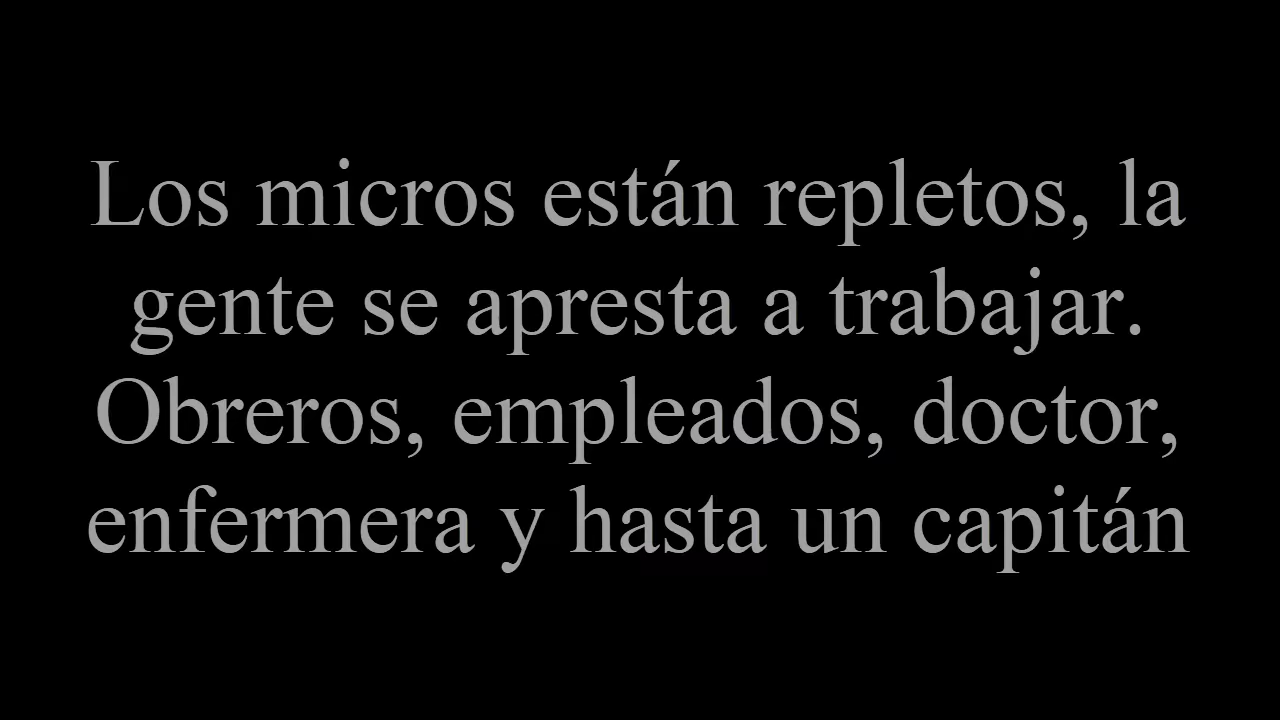 Los micros están repletos, la
gente se apresta a trabajar.
Obreros, empleados, doctor,
enfermera y hasta un capitán